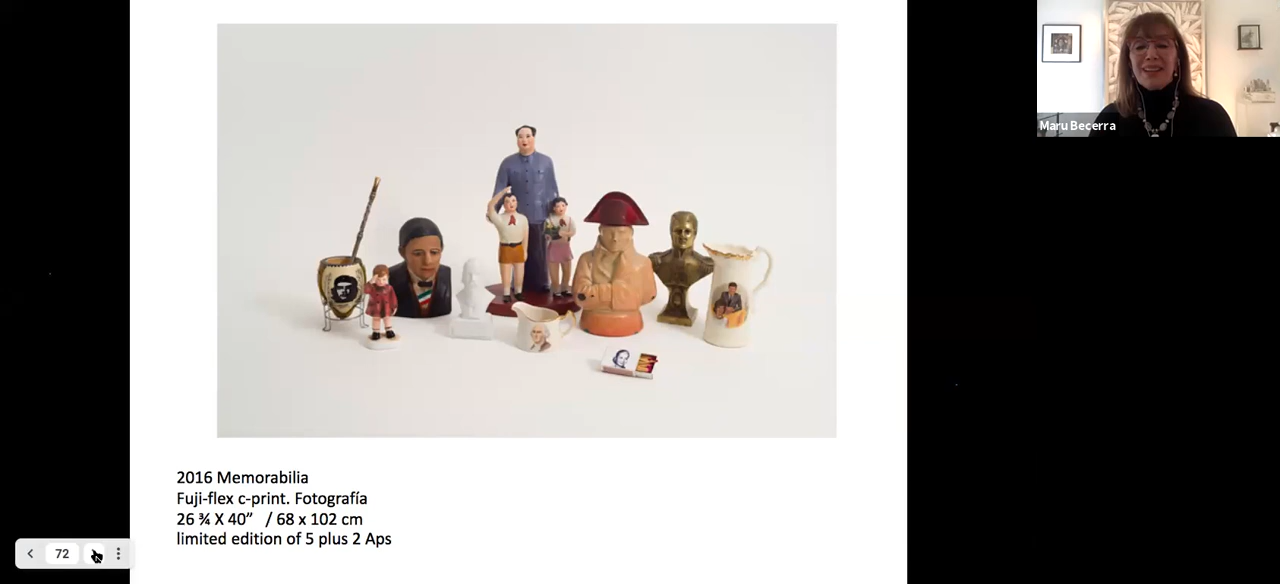 Maru Becerra
2016 Memorabilia
Fuji-flex c-print. Fotografía
26 ¾ X 40” / 68 x 102 cm
limited edition of 5 plus 2 Aps
72